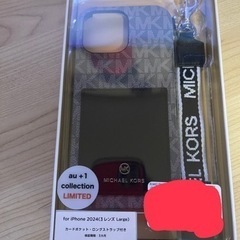 MICHAEL KORS
au +1
collection
LIMITED
MICHAEL KORS
for iPhone 2024(3レンズ Large)
カードポケット・ロングストラップ付き